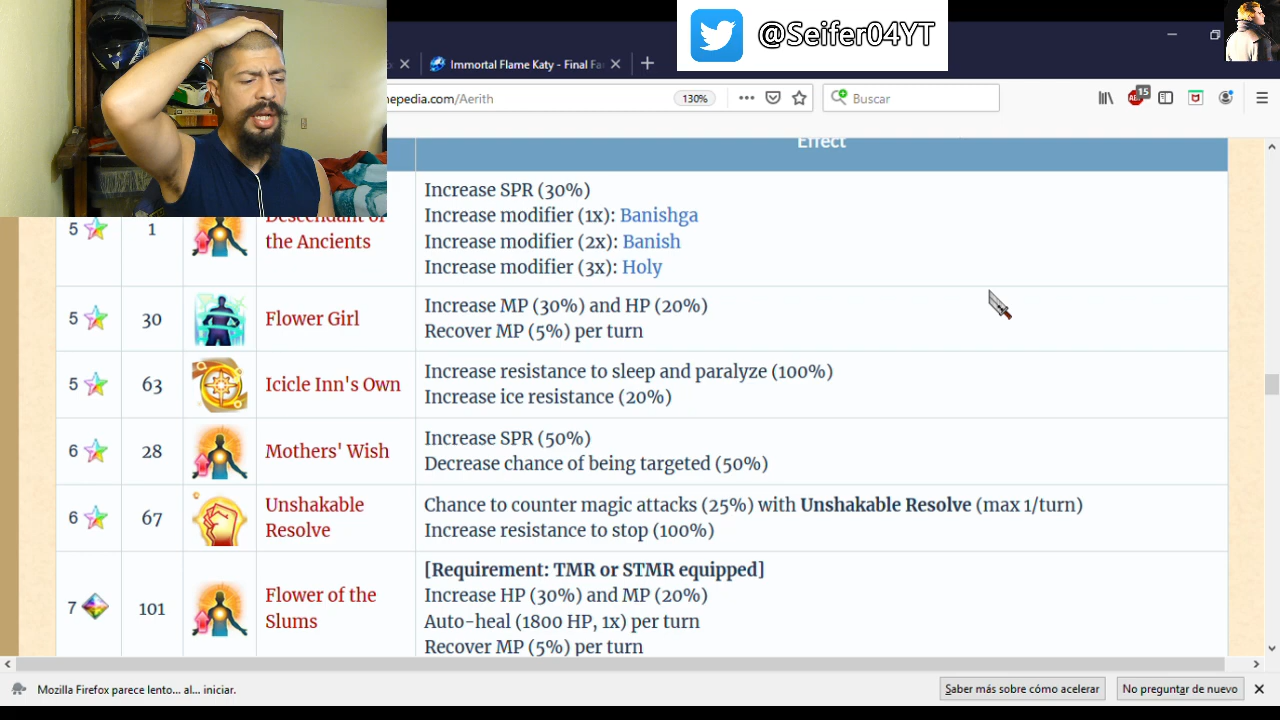 @Seifer04YT
Immortal Flame Katy - Final Fa
nepedia.com/Aerith
130%
Buscar
15
Effect
5
1
Descendant of
the Ancients
Increase SPR (30%)
Increase modifier (1x): Banishga
Increase modifier (2x): Banish
Increase modifier (3x): Holy
5
30
Flower Girl
Increase MP (30%) and HP (20%)
Recover MP (5%) per turn
5
63
Icicle Inn's Own
Increase resistance to sleep and paralyze (100%)
Increase ice resistance (20%)
6
28
Mothers' Wish
Increase SPR (50%)
Decrease chance of being targeted (50%)
6
67
Unshakable
Resolve
Chance to counter magic attacks (25%) with Unshakable Resolve (max 1/turn)
Increase resistance to stop (100%)
7
101
Flower of the
Slums
[Requirement: TMR or STMR equipped]
Increase HP (30%) and MP (20%)
Auto-heal (1800 HP, 1x) per turn
Recover MP (5%) per turn
Mozilla Firefox parece lento... al... iniciar.
Saber más sobre cómo acelerar
No preguntar de nuevo